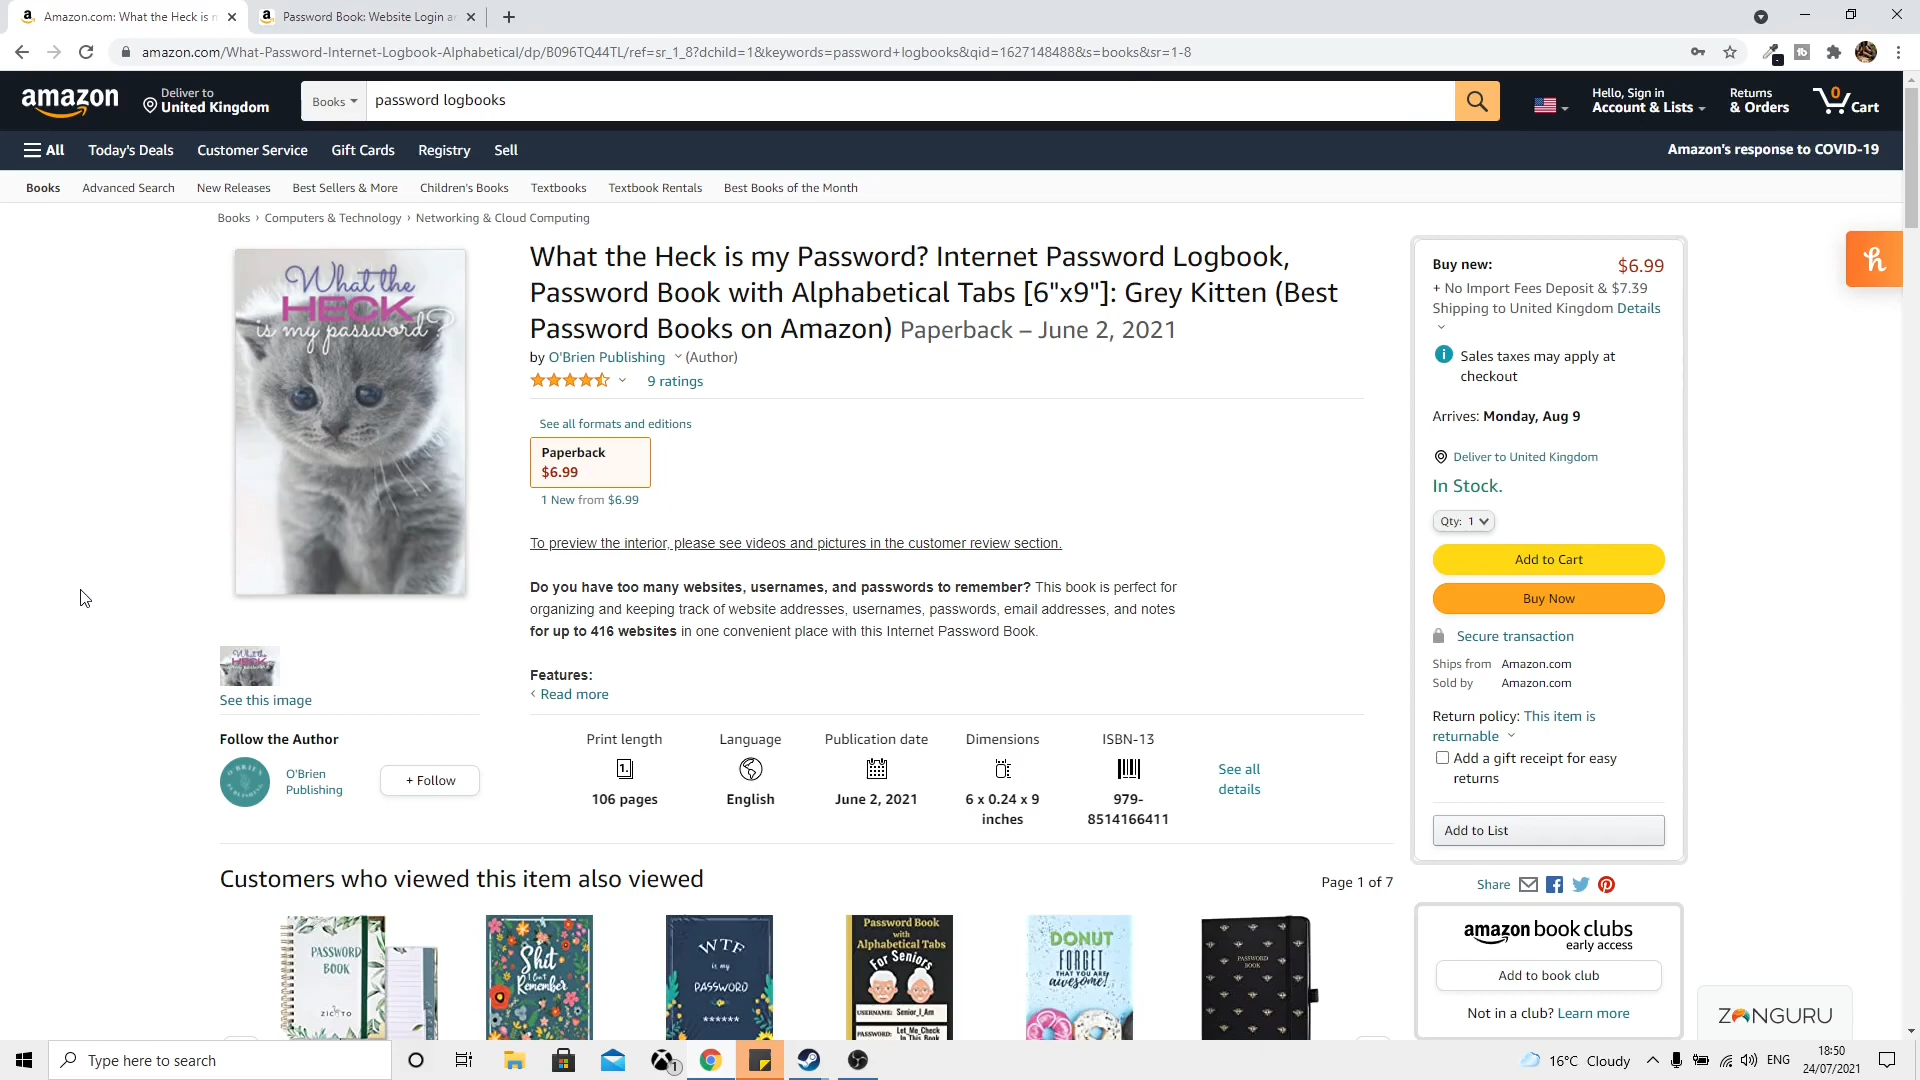 Amazon.com: What the Heck is m
Password Book: Website Login an
amazon.com/What-Password-Internet-Logbook-Alphabetical/dp/B096TQ44TL/ref=sr_1_8?dchild=1&keywords=password+logbooks&qid=1627148488&s=books&sr=1-8
amazon
Deliver to
United Kingdom
Books
password logbooks
Hello, Sign in
Account & Lists
Returns
& Orders
0
Cart
All
Today's Deals
Customer Service
Gift Cards
Registry
Sell
Amazon's response to COVID-19
Books
Advanced Search
New Releases
Best Sellers & More
Children's Books
Textbooks
Textbook Rentals
Best Books of the Month
Books › Computers & Technology › Networking & Cloud Computing
What the
HECK
is my password?
See this image
Follow the Author
O'Brien
Publishing
+ Follow
What the Heck is my Password? Internet Password Logbook,
Password Book with Alphabetical Tabs [6"x9"]: Grey Kitten (Best
Password Books on Amazon) Paperback – June 2, 2021
by O'Brien Publishing (Author)
9 ratings
See all formats and editions
Paperback
$6.99
1 New from $6.99
To preview the interior, please see videos and pictures in the customer review section.
Do you have too many websites, usernames, and passwords to remember? This book is perfect for
organizing and keeping track of website addresses, usernames, passwords, email addresses, and notes
for up to 416 websites in one convenient place with this Internet Password Book.
Features:
‹ Read more
Print length
106 pages
Language
English
Publication date
June 2, 2021
Dimensions
6 x 0.24 x 9
inches
ISBN-13
979-
8514166411
See all
details
Buy new:
$6.99
+ No Import Fees Deposit & $7.39
Shipping to United Kingdom Details
Sales taxes may apply at
checkout
Arrives: Monday, Aug 9
Deliver to United Kingdom
In Stock.
Qty: 1
Add to Cart
Buy Now
Secure transaction
Ships from Amazon.com
Sold by Amazon.com
Return policy: This item is
returnable
Add a gift receipt for easy
returns
Add to List
Share
amazon book clubs
early access
Add to book club
Not in a club? Learn more
ZONGURU
Customers who viewed this item also viewed
Page 1 of 7
PASSWORD
BOOK
ZICOTO
Shit
I Can't
Remember
WTF
is my
PASSWORD
******
Password Book
with
Alphabetical Tabs
For Seniors
USERNAME: Senior_I_Am
PASSWORD: Let_Me_Check
DONUT
FORGET
THAT YOU ARE
awesome!
PASSWORD
BOOK
Type here to search
1
16°C Cloudy
ENG
18:50
24/07/2021